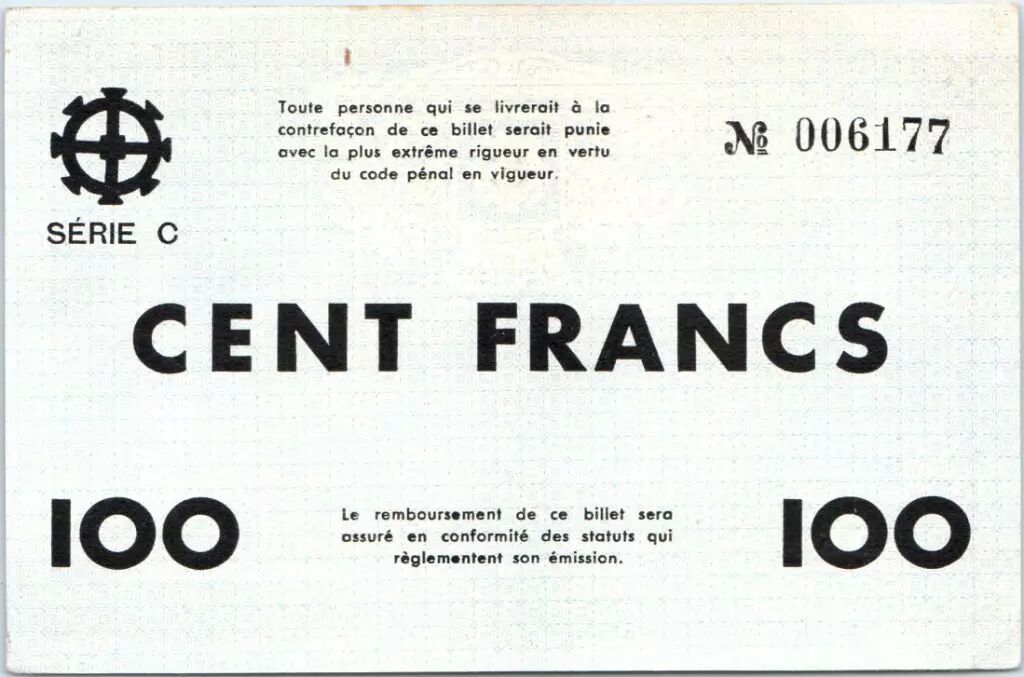 Toute personne qui se livrerait à la
contrefaçon de ce billet serait punie
avec la plus extrême rigueur en vertu
du code pénal en vigueur.
№ 006177
SÉRIE C
CENT FRANCS
100
Le remboursement de ce billet sera
assuré en conformité des statuts qui
règlementent son émission.
100